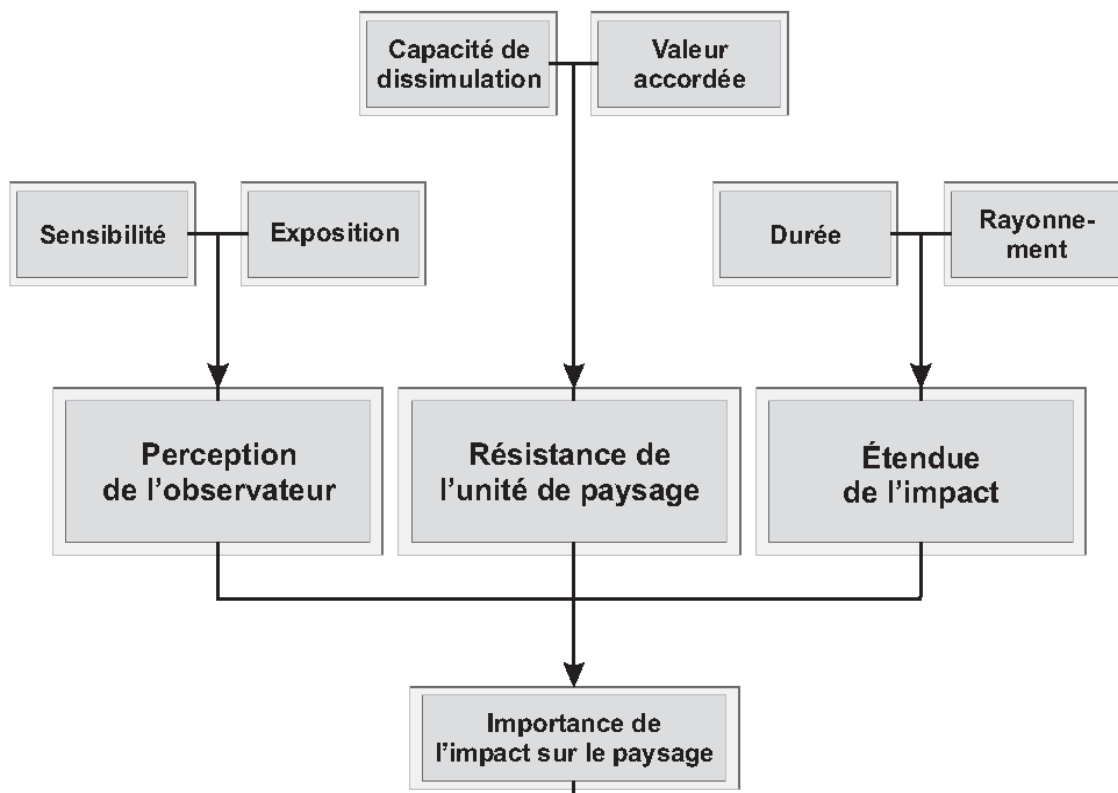 Capacité de
dissimulation
Valeur
accordée
Sensibilité
Exposition
Durée
Rayonne-
ment
Perception
de l’observateur
Résistance de
l’unité de paysage
Étendue
de l’impact
Importance de
l’impact sur le paysage